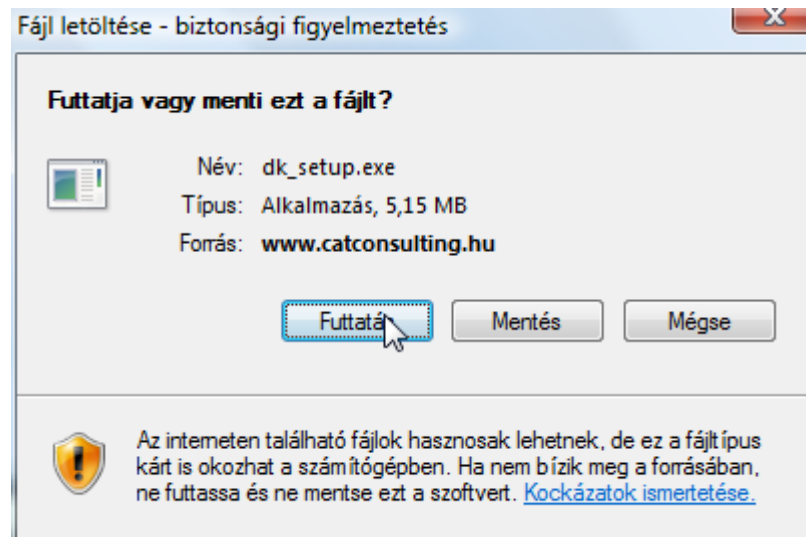 Fájl letöltése - biztonsági figyelmeztetés
Futtatja vagy menti ezt a fájlt?
Név: dk_setup.exe
Típus: Alkalmazás, 5,15 MB
Forrás: www.catconsulting.hu
Futtatás Mentés Mégse
Az interneten található fájlok hasznosak lehetnek, de ez a fájltípus
kárt is okozhat a számítógépben. Ha nem bízik meg a forrásában,
ne futtassa és ne mentse ezt a szoftvert. Kockázatok ismertetése.